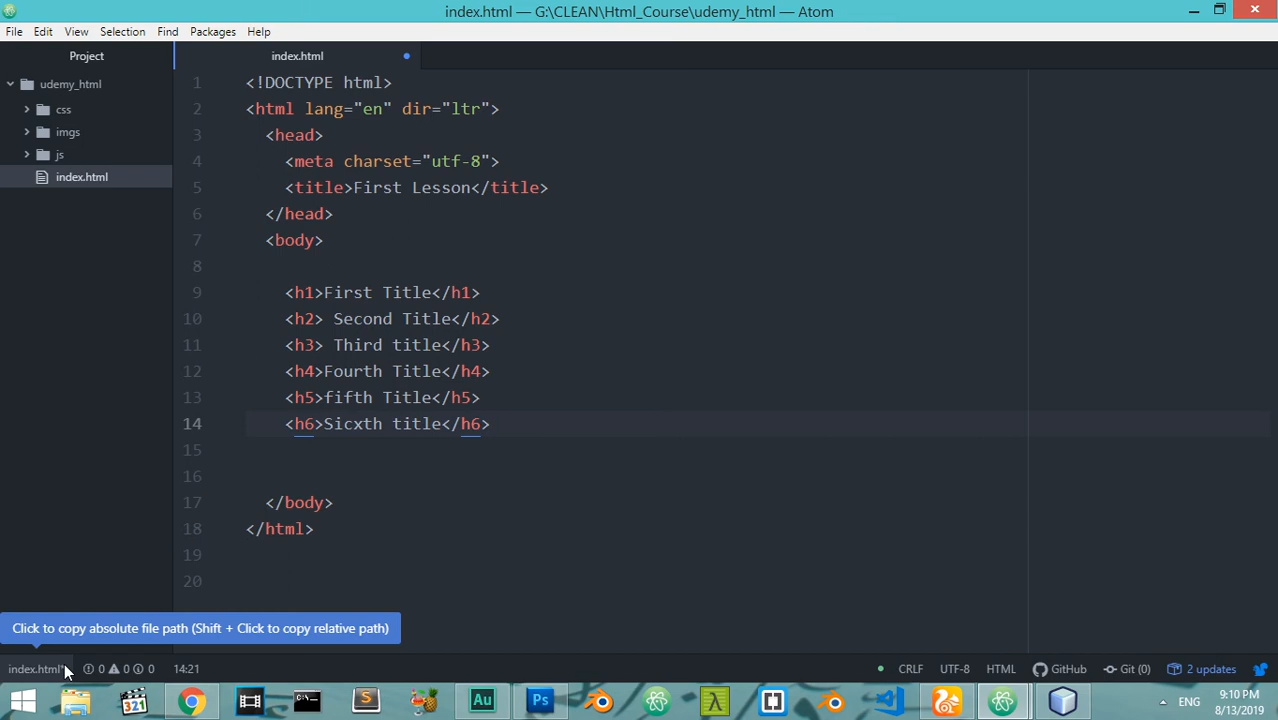 index.html — G:\CLEAN\Html_Course\udemy_html — Atom
File Edit View Selection Find Packages Help
Project
index.html
udemy_html
css
imgs
js
index.html
1 <!DOCTYPE html>
2 <html lang="en" dir="ltr">
3 <head>
4 <meta charset="utf-8">
5 <title>First Lesson</title>
6 </head>
7 <body>
8
9 <h1>First Title</h1>
10 <h2> Second Title</h2>
11 <h3> Third title</h3>
12 <h4>Fourth Title</h4>
13 <h5>fifth Title</h5>
14 <h6>Sicxth title</h6>
15
16
17 </body>
18 </html>
19
20
Click to copy absolute file path (Shift + Click to copy relative path)
index.html* 0 0 0 14:21 CRLF UTF-8 HTML GitHub Git (0) 2 updates
321 Au Ps S ENG
9:10 PM
8/13/2019